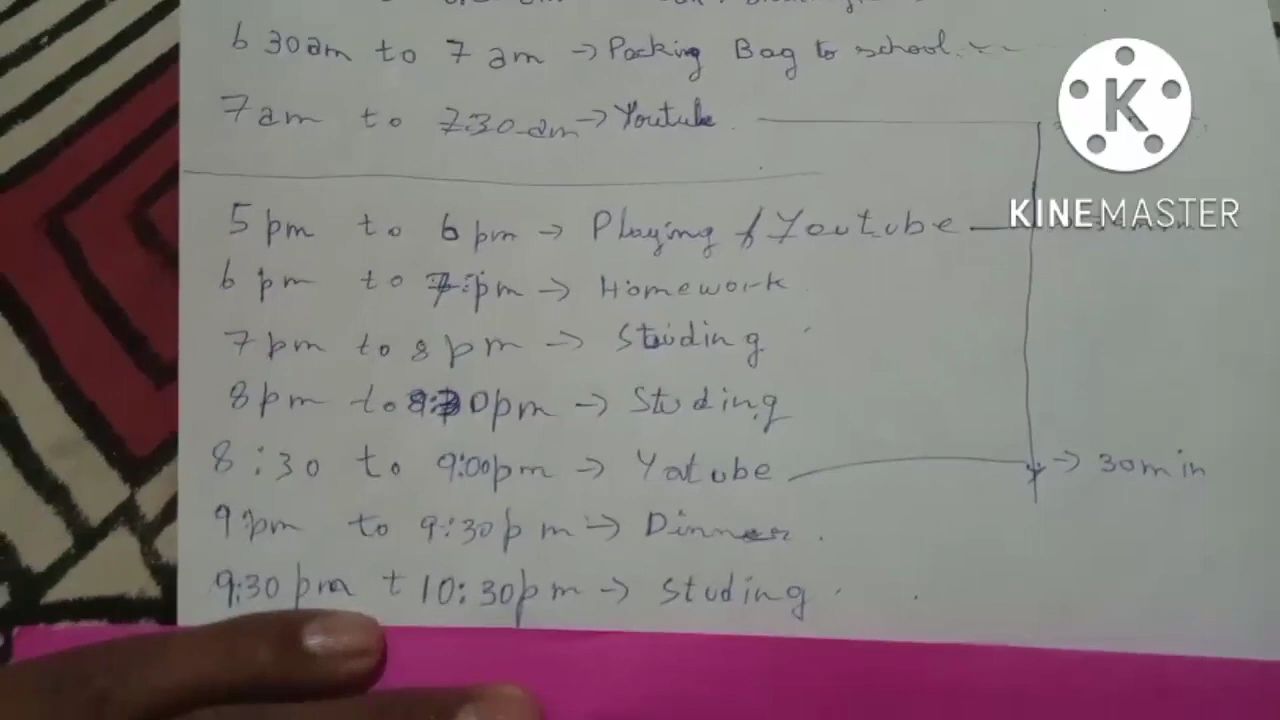 6 30am to 7 am → Packing Bag to school.
7am to 7:30 am → Youtube
K
KINEMASTER
5 pm to 6 pm → Playing / Youtube
6 pm to 7:pm → Homework
7 pm to 8 pm → Studing
8 pm to 8:30pm → Studing
8:30 to 9:00pm → Yatube → 30 min
9 pm to 9:30 pm → Dinner.
9:30 pm t 10:30pm → Studing